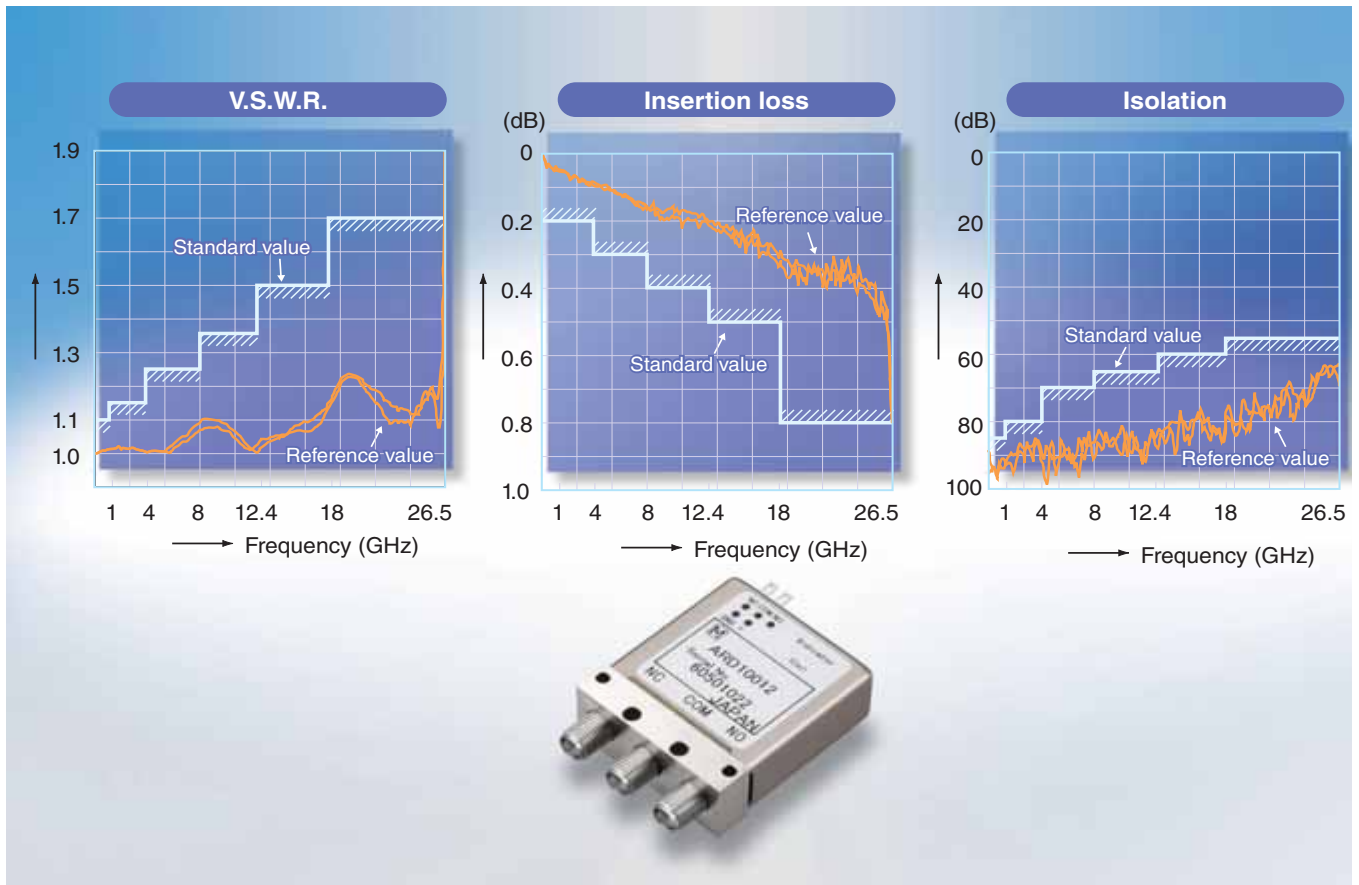 V.S.W.R.
1.9
1.7
1.5
1.3
1.1
1.0
Standard value
Reference value
1 4 8 12.4 18 26.5
Frequency (GHz)
Insertion loss
(dB)
0
0.2
0.4
0.6
0.8
1.0
Reference value
Standard value
1 4 8 12.4 18 26.5
Frequency (GHz)
Isolation
(dB)
0
20
40
60
80
100
Standard value
Reference value
1 4 8 12.4 18 26.5
Frequency (GHz)
ARD10012
Serial No.
60501022
JAPAN
NC COM NO